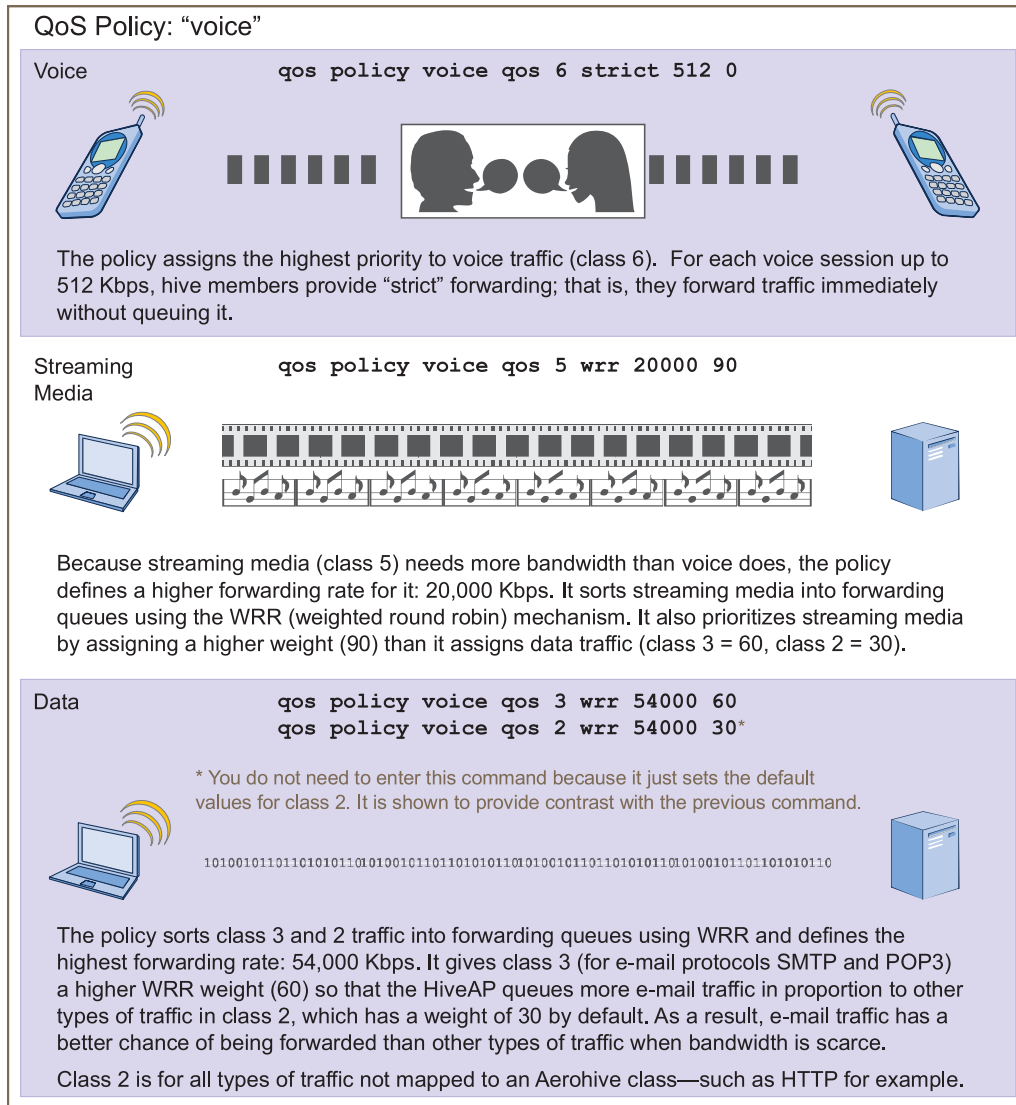 QoS Policy: “voice”
Voice
qos policy voice qos 6 strict 512 0
The policy assigns the highest priority to voice traffic (class 6).  For each voice session up to
512 Kbps, hive members provide “strict” forwarding; that is, they forward traffic immediately
without queuing it.
Streaming
Media
qos policy voice qos 5 wrr 20000 90
Because streaming media (class 5) needs more bandwidth than voice does, the policy
defines a higher forwarding rate for it: 20,000 Kbps. It sorts streaming media into forwarding
queues using the WRR (weighted round robin) mechanism. It also prioritizes streaming media
by assigning a higher weight (90) than it assigns data traffic (class 3 = 60, class 2 = 30).
Data
qos policy voice qos 3 wrr 54000 60
qos policy voice qos 2 wrr 54000 30*
* You do not need to enter this command because it just sets the default
values for class 2. It is shown to provide contrast with the previous command.
10100101101101010110101001011011010101101010010110110101011010100101101101010110
The policy sorts class 3 and 2 traffic into forwarding queues using WRR and defines the
highest forwarding rate: 54,000 Kbps. It gives class 3 (for e-mail protocols SMTP and POP3)
a higher WRR weight (60) so that the HiveAP queues more e-mail traffic in proportion to other
types of traffic in class 2, which has a weight of 30 by default. As a result, e-mail traffic has a
better chance of being forwarded than other types of traffic when bandwidth is scarce.
Class 2 is for all types of traffic not mapped to an Aerohive class—such as HTTP for example.